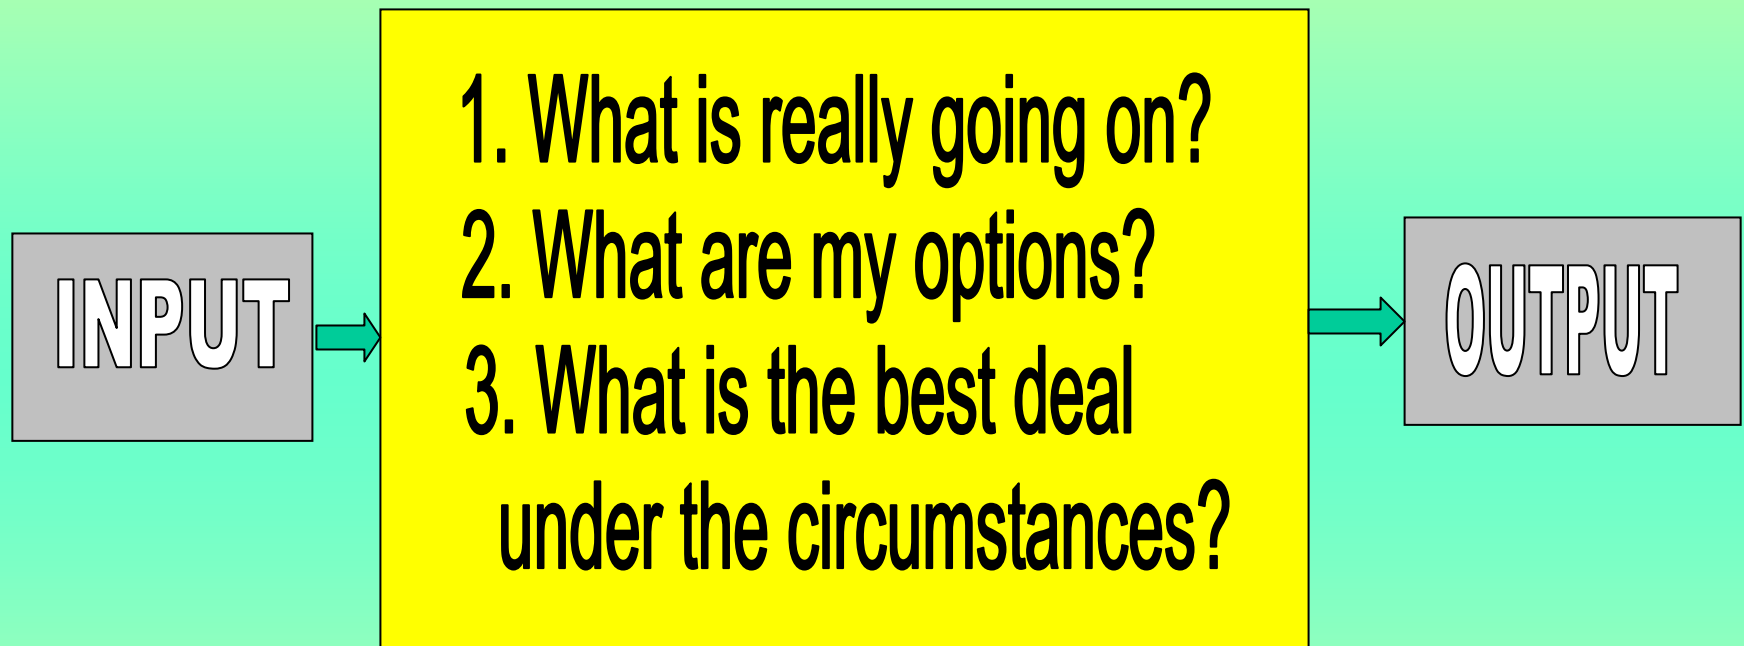 INPUT
1. What is really going on?
2. What are my options?
3. What is the best deal
under the circumstances?
OUTPUT